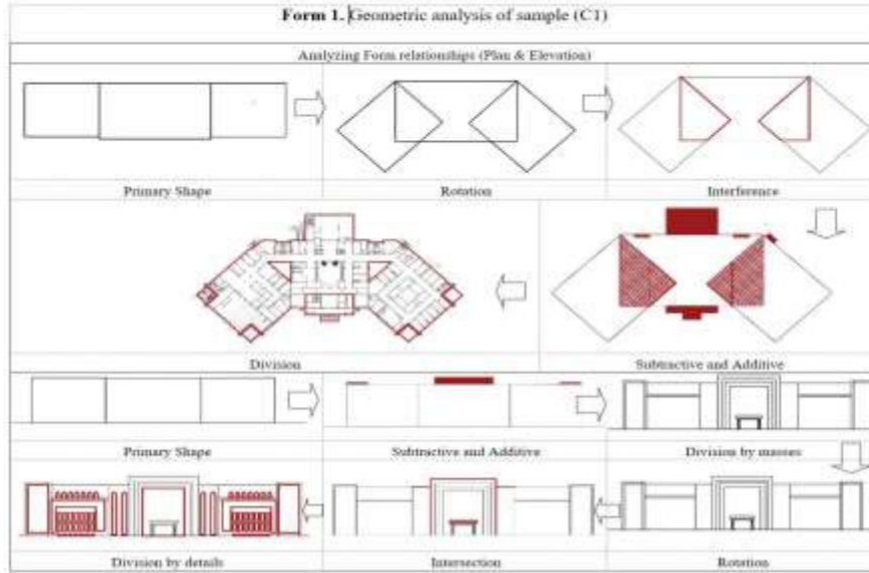 Form 1. Geometric analysis of sample (C1)
Analyzing Form relationships (Plan & Elevation)
Primary Shape
Rotation
Interference
Division
Subtractive and Additive
Primary Shape
Subtractive and Additive
Division by masses
Division by details
Intersection
Rotation